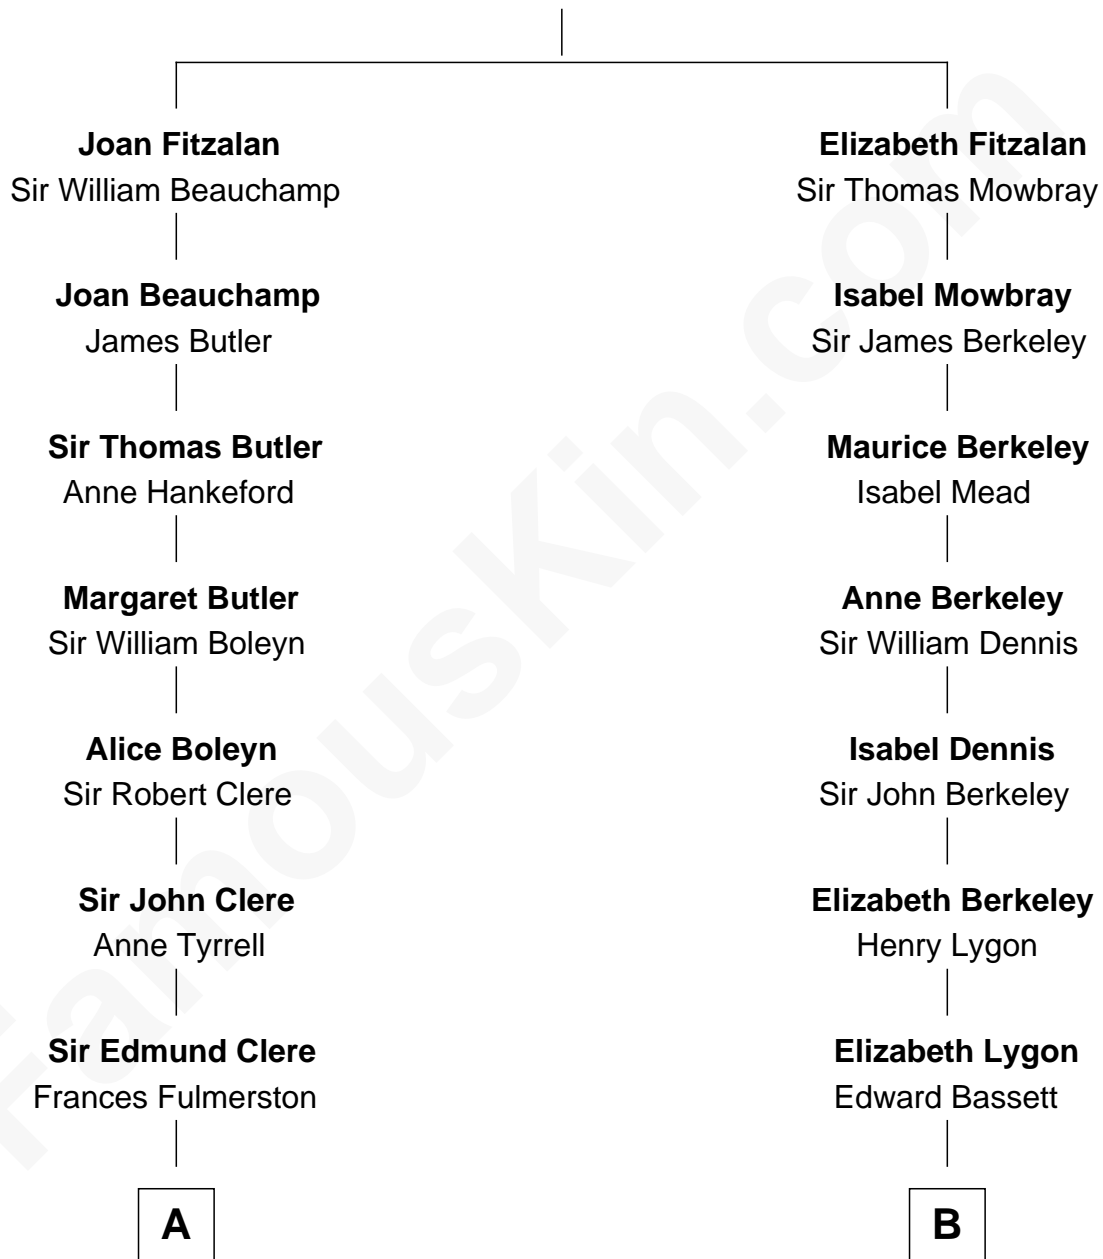 Joan Fitzalan
Sir William Beauchamp
Elizabeth Fitzalan
Sir Thomas Mowbray
Joan Beauchamp
James Butler
Isabel Mowbray
Sir James Berkeley
Sir Thomas Butler
Anne Hankeford
Maurice Berkeley
Isabel Mead
Margaret Butler
Sir William Boleyn
Anne Berkeley
Sir William Dennis
Alice Boleyn
Sir Robert Clere
Isabel Dennis
Sir John Berkeley
Sir John Clere
Anne Tyrrell
Elizabeth Berkeley
Henry Lygon
Sir Edmund Clere
Frances Fulmerston
Elizabeth Lygon
Edward Bassett
A
B
FamousKin.com